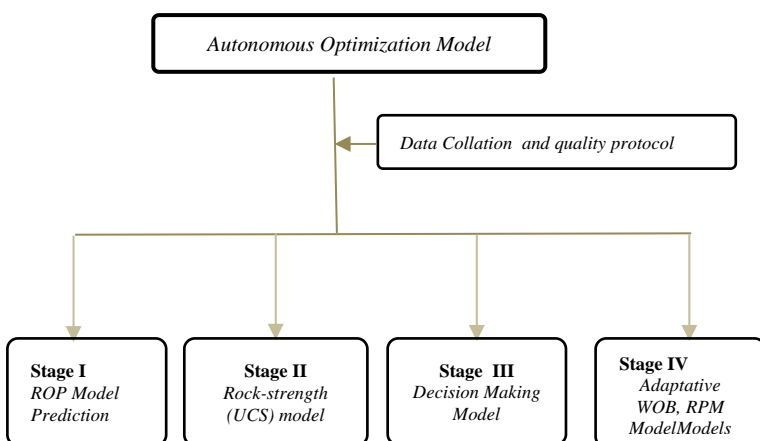 Autonomous Optimization Model
Data Collation and quality protocol
Stage I
ROP Model
Prediction
Stage II
Rock-strength
(UCS) model
Stage III
Decision Making
Model
Stage IV
Adaptative
WOB, RPM
ModelModels